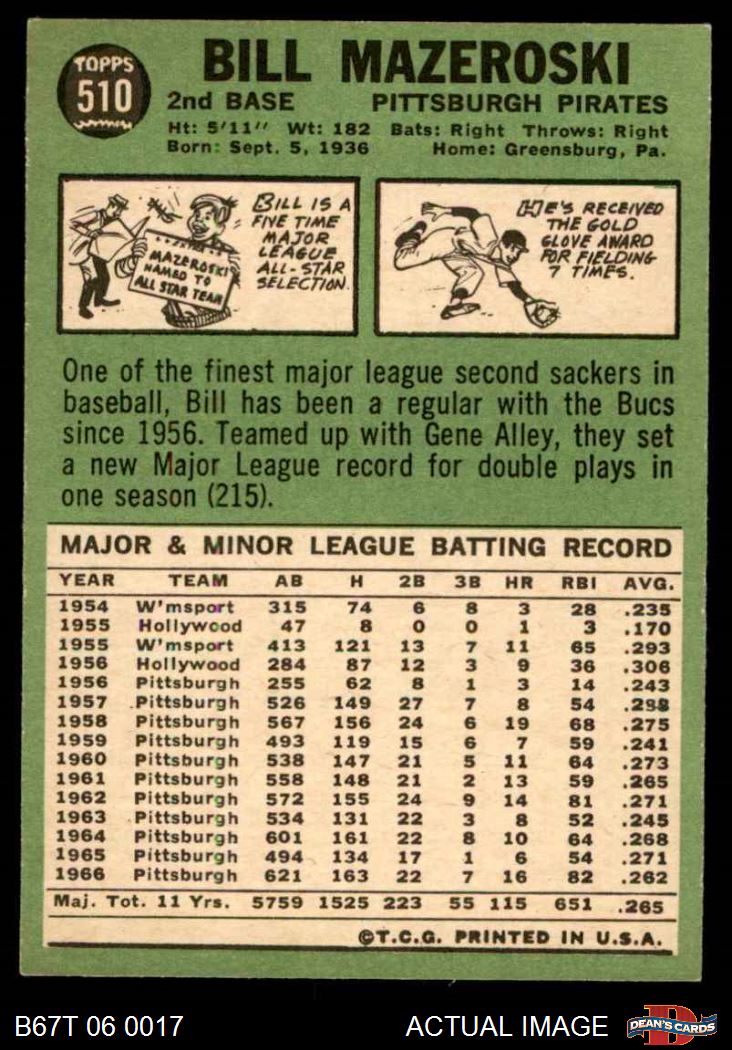 TOPPS
510
BILL MAZEROSKI
2nd BASE PITTSBURGH PIRATES
Ht: 5'11" Wt: 182 Bats: Right Throws: Right
Born: Sept. 5, 1936 Home: Greensburg, Pa.
MAZEROSKI
NAMED TO
ALL STAR TEAM
BILL IS A
FIVE TIME
MAJOR
LEAGUE
ALL-STAR
SELECTION.
HE'S RECEIVED
THE GOLD
GLOVE AWARD
FOR FIELDING
7 TIMES.
One of the finest major league second sackers in
baseball, Bill has been a regular with the Bucs
since 1956. Teamed up with Gene Alley, they set
a new Major League record for double plays in
one season (215).
MAJOR & MINOR LEAGUE BATTING RECORD
YEAR TEAM AB H 2B 3B HR RBI AVG.
1954 W'msport 315 74 6 8 3 28 .235
1955 Hollywood 47 8 0 0 1 3 .170
1955 W'msport 413 121 13 7 11 65 .293
1956 Hollywood 284 87 12 3 9 36 .306
1956 Pittsburgh 255 62 8 1 3 14 .243
1957 Pittsburgh 526 149 27 7 8 54 .283
1958 Pittsburgh 567 156 24 6 19 68 .275
1959 Pittsburgh 493 119 15 6 7 59 .241
1960 Pittsburgh 538 147 21 5 11 64 .273
1961 Pittsburgh 558 148 21 2 13 59 .265
1962 Pittsburgh 572 155 24 9 14 81 .271
1963 Pittsburgh 534 131 22 3 8 52 .245
1964 Pittsburgh 601 161 22 8 10 64 .268
1965 Pittsburgh 494 134 17 1 6 54 .271
1966 Pittsburgh 621 163 22 7 16 82 .262
Maj. Tot. 11 Yrs. 5759 1525 223 55 115 651 .265
©T.C.G. PRINTED IN U.S.A.
B67T 06 0017 ACTUAL IMAGE D DEAN'S CARDS